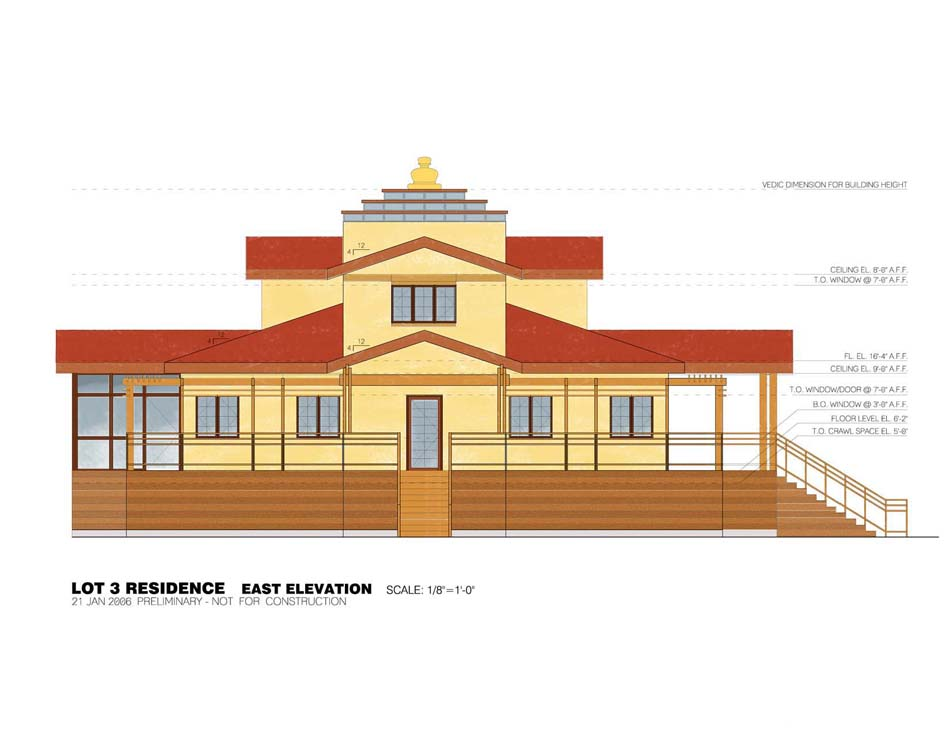 VEDIC DIMENSION FOR BUILDING HEIGHT
12
4
CEILING EL. 8'-8" A.F.F.
T.O. WINDOW @ 7'-8" A.F.F.
12
4
12
4
FL. EL. 16'-4" A.F.F.
CEILING EL. 9'-6" A.F.F.
T.O. WINDOW/DOOR @ 7'-8" A.F.F.
B.O. WINDOW @ 3'-8" A.F.F.
FLOOR LEVEL EL. 6'-2"
T.O. CRAWL SPACE EL. 5'-8"
LOT 3 RESIDENCE EAST ELEVATION SCALE: 1/8"=1'-0"
21 JAN 2006 PRELIMINARY - NOT FOR CONSTRUCTION